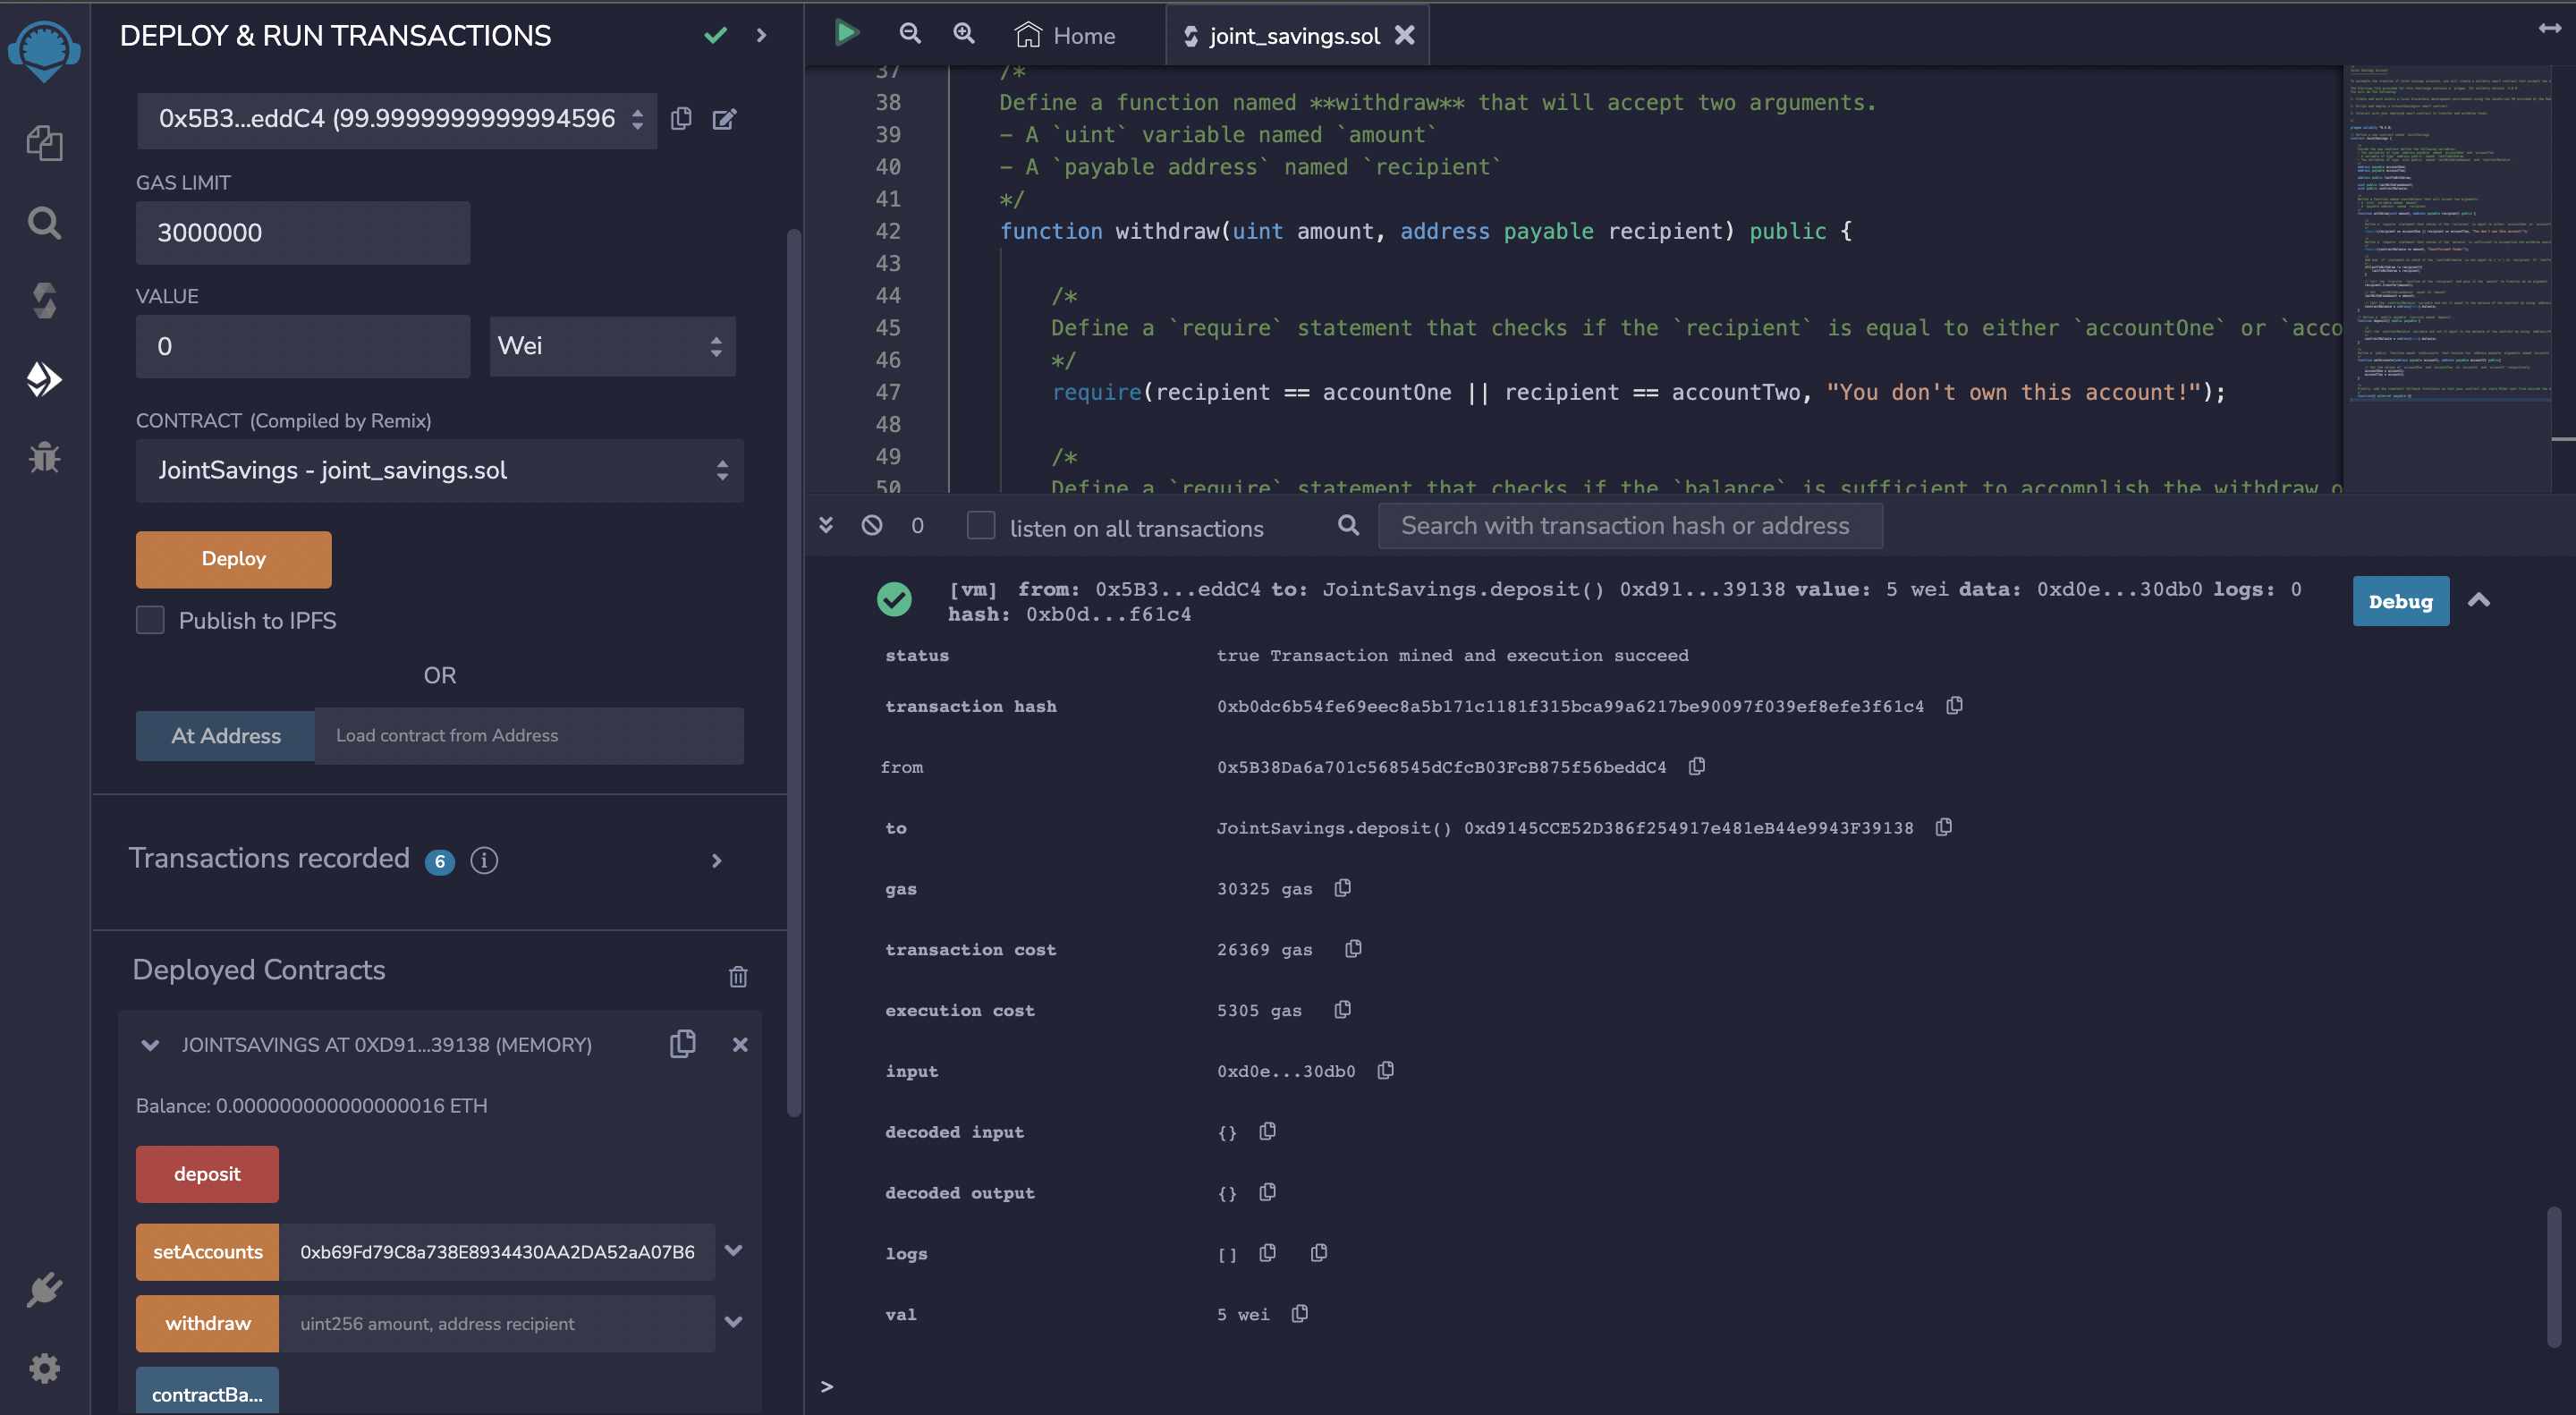 DEPLOY & RUN TRANSACTIONS
0x5B3...eddC4 (99.9999999999994596
GAS LIMIT
3000000
VALUE
0
Wei
CONTRACT (Compiled by Remix)
JointSavings - joint_savings.sol
Deploy
Publish to IPFS
OR
At Address
Load contract from Address
Transactions recorded 6 i
Deployed Contracts
JOINTSAVINGS AT 0XD91...39138 (MEMORY)
Balance: 0.000000000000000016 ETH
deposit
setAccounts 0xb69Fd79C8a738E8934430AA2DA52aA07B6
withdraw uint256 amount, address recipient
contractBa...
Home
joint_savings.sol
37 /*
38 Define a function named **withdraw** that will accept two arguments.
39 - A `uint` variable named `amount`
40 - A `payable address` named `recipient`
41 */
42 function withdraw(uint amount, address payable recipient) public {
43
44 /*
45 Define a `require` statement that checks if the `recipient` is equal to either `accountOne` or `acco
46 */
47 require(recipient == accountOne || recipient == accountTwo, "You don't own this account!");
48
49 /*
50 Define a `require` statement that checks if the `balance` is sufficient to accomplish the withdraw o
0
listen on all transactions
Search with transaction hash or address
[vm] from: 0x5B3...eddC4 to: JointSavings.deposit() 0xd91...39138 value: 5 wei data: 0xd0e...30db0 logs: 0
hash: 0xb0d...f61c4
Debug
status true Transaction mined and execution succeed
transaction hash 0xb0dc6b54fe69eec8a5b171c1181f315bca99a6217be90097f039ef8efe3f61c4
from 0x5B38Da6a701c568545dCfcB03FcB875f56beddC4
to JointSavings.deposit() 0xd9145CCE52D386f254917e481eB44e9943F39138
gas 30325 gas
transaction cost 26369 gas
execution cost 5305 gas
input 0xd0e...30db0
decoded input {}
decoded output {}
logs []
val 5 wei
>